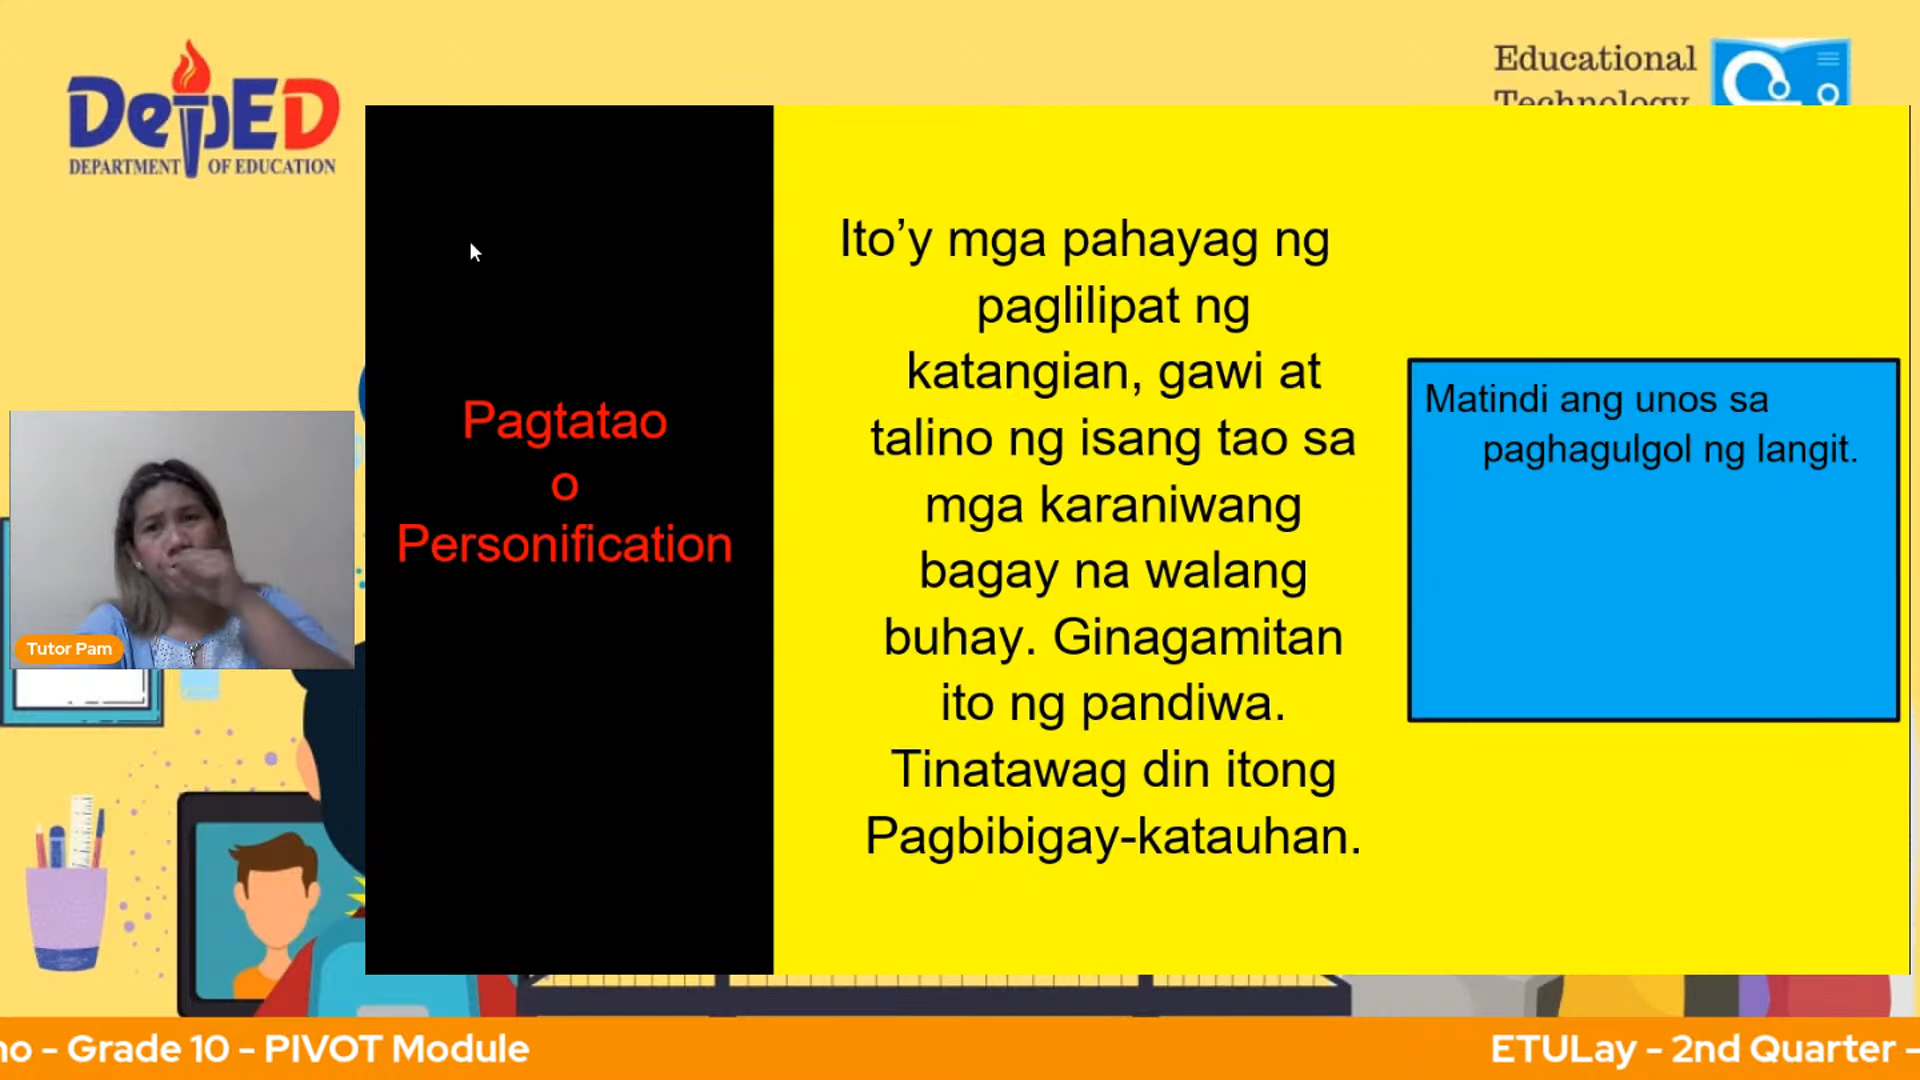 DepED
DEPARTMENT OF EDUCATION
Educational
Technology
Pagtatao
o
Personification
Ito’y mga pahayag ng
paglilipat ng
katangian, gawi at
talino ng isang tao sa
mga karaniwang
bagay na walang
buhay. Ginagamitan
ito ng pandiwa.
Tinatawag din itong
Pagbibigay-katauhan.
Matindi ang unos sa
paghagulgol ng langit.
Tutor Pam
no - Grade 10 - PIVOT Module
ETULay - 2nd Quarter -